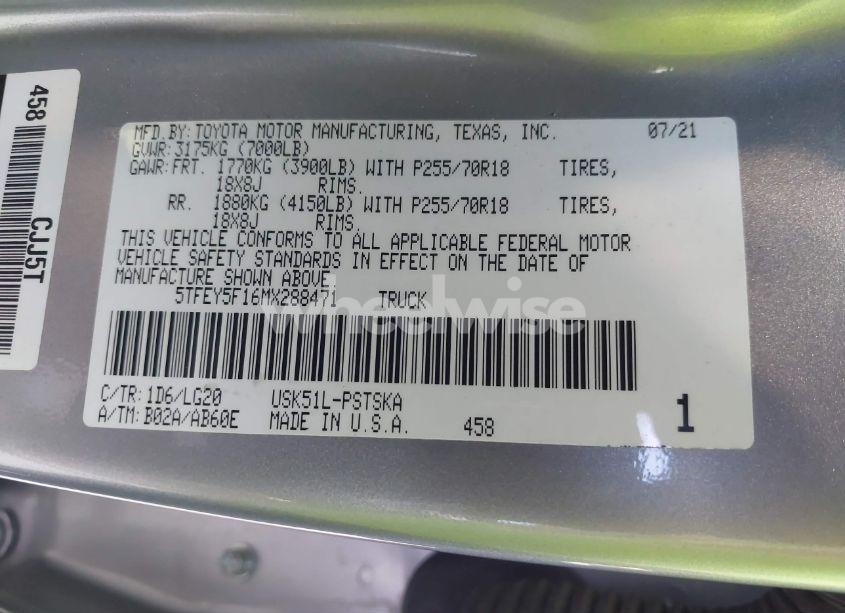 458
CJJ5T
MFD.BY:TOYOTA MOTOR MANUFACTURING, TEXAS, INC. 07/21
GVWR:3175KG (7000LB)
GAWR:FRT. 1770KG (3900LB) WITH P255/70R18 TIRES,
18X8J RIMS.
RR. 1880KG (4150LB) WITH P255/70R18 TIRES,
18X8J RIMS.
THIS VEHICLE CONFORMS TO ALL APPLICABLE FEDERAL MOTOR
VEHICLE SAFETY STANDARDS IN EFFECT ON THE DATE OF
MANUFACTURE SHOWN ABOVE.
5TFEY5F16MX288471 TRUCK
wheelwise
C/TR:1D6/LG20 USK51L-PSTSKA
A/TM:B02A/AB60E MADE IN U.S.A. 458
1